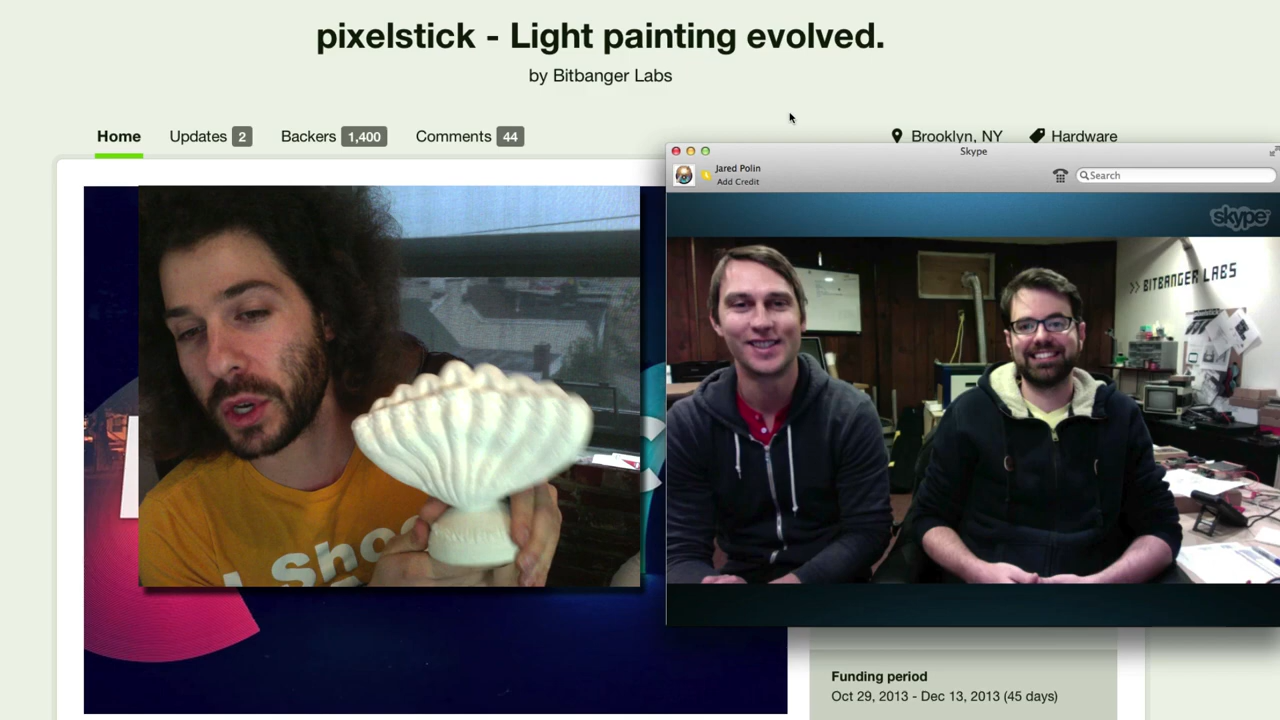 pixelstick - Light painting evolved.
by Bitbanger Labs
Home
Updates 2
Backers 1,400
Comments 44
Brooklyn, NY
Hardware
Skype
Jared Polin
Add Credit
Search
skype
>> BITBANGER LABS
I Shoo
Funding period
Oct 29, 2013 - Dec 13, 2013 (45 days)